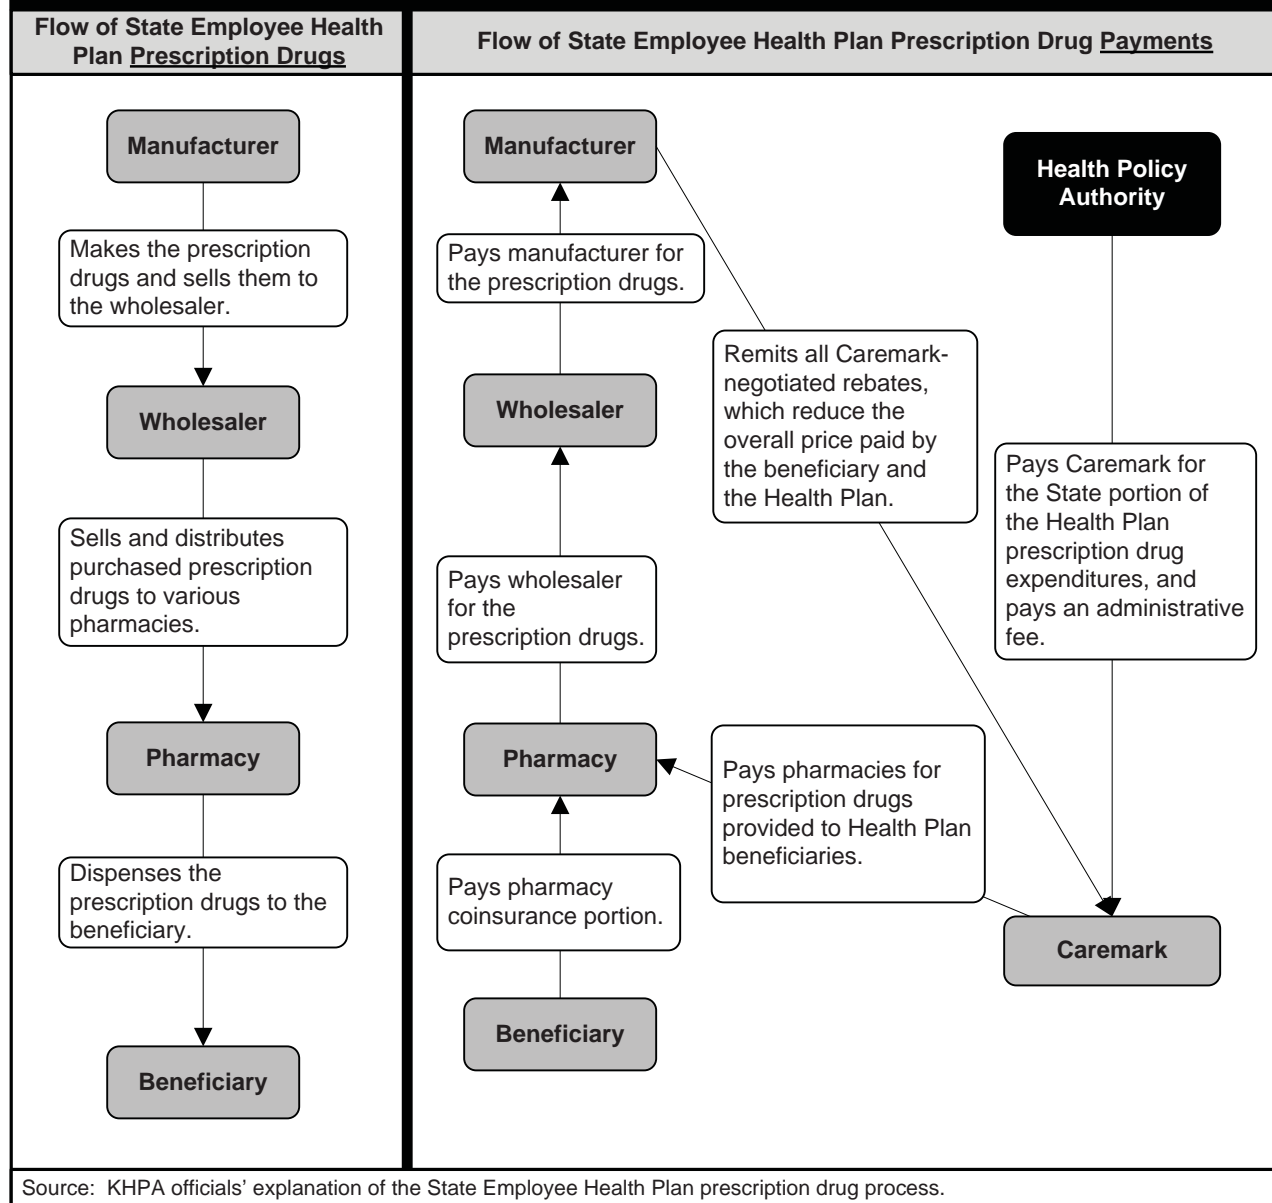 Flow of State Employee Health
Plan Prescription Drugs
Manufacturer
Makes the prescription
drugs and sells them to
the wholesaler.
Wholesaler
Sells and distributes
purchased prescription
drugs to various
pharmacies.
Pharmacy
Dispenses the
prescription drugs to the
beneficiary.
Beneficiary
Flow of State Employee Health Plan Prescription Drug Payments
Manufacturer
Pays manufacturer for
the prescription drugs.
Wholesaler
Pays wholesaler
for the
prescription drugs.
Pharmacy
Pays pharmacy
coinsurance portion.
Beneficiary
Remits all Caremark-
negotiated rebates,
which reduce the
overall price paid by
the beneficiary and
the Health Plan.
Pays pharmacies for
prescription drugs
provided to Health Plan
beneficiaries.
Health Policy
Authority
Pays Caremark for
the State portion of
the Health Plan
prescription drug
expenditures, and
pays an administrative
fee.
Caremark
Source:  KHPA officials’ explanation of the State Employee Health Plan prescription drug process.